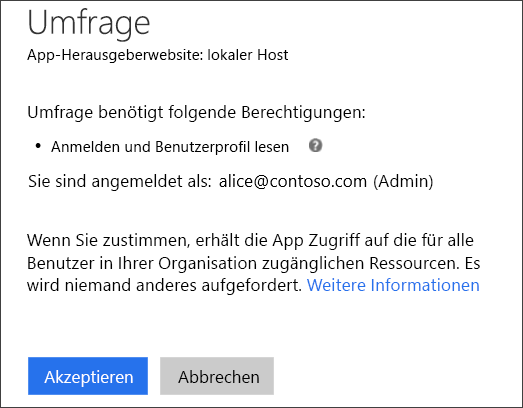 Umfrage
App-Herausgeberwebsite: lokaler Host
Umfrage benötigt folgende Berechtigungen:
• Anmelden und Benutzerprofil lesen ?
Sie sind angemeldet als: alice@contoso.com (Admin)
Wenn Sie zustimmen, erhält die App Zugriff auf die für alle
Benutzer in Ihrer Organisation zugänglichen Ressourcen. Es
wird niemand anderes aufgefordert. Weitere Informationen
Akzeptieren Abbrechen